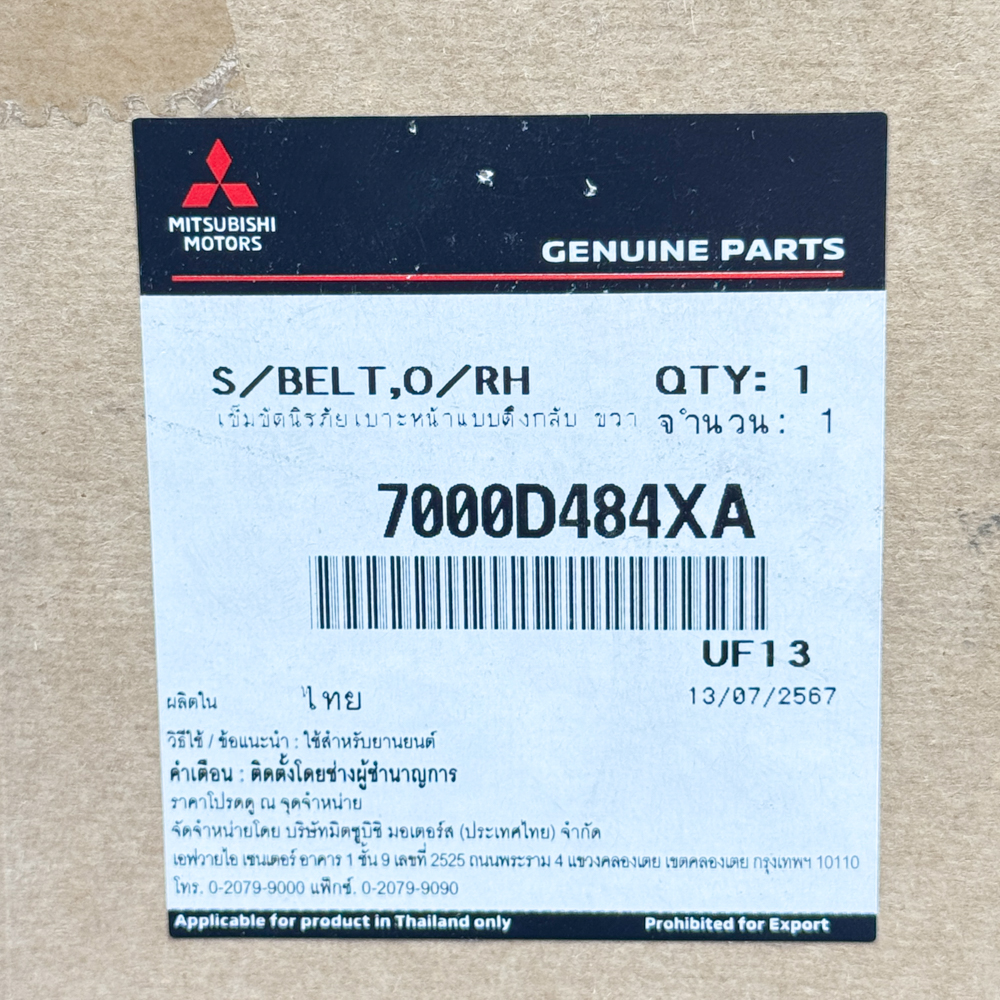 MITSUBISHI
MOTORS
GENUINE PARTS
S/BELT,O/RH QTY: 1
เข็มขัดนิรภัยเบาะหน้าแบบดึงกลับ ขวา จำนวน: 1
7000D484XA
UF13
ผลิตใน ไทย 13/07/2567
วิธีใช้ / ข้อแนะนำ : ใช้สำหรับยานยนต์
คำเตือน : ติดตั้งโดยช่างผู้ชำนาญการ
ราคาโปรดดู ณ จุดจำหน่าย
จัดจำหน่ายโดย บริษัทมิตซูบิชิ มอเตอร์ส (ประเทศไทย) จำกัด
เอฟวายไอ เซนเตอร์ อาคาร 1 ชั้น 9 เลขที่ 2525 ถนนพระราม 4 แขวงคลองเตย เขตคลองเตย กรุงเทพฯ 10110
โทร. 0-2079-9000 แฟ็กซ์. 0-2079-9090
Applicable for product in Thailand only Prohibited for Export